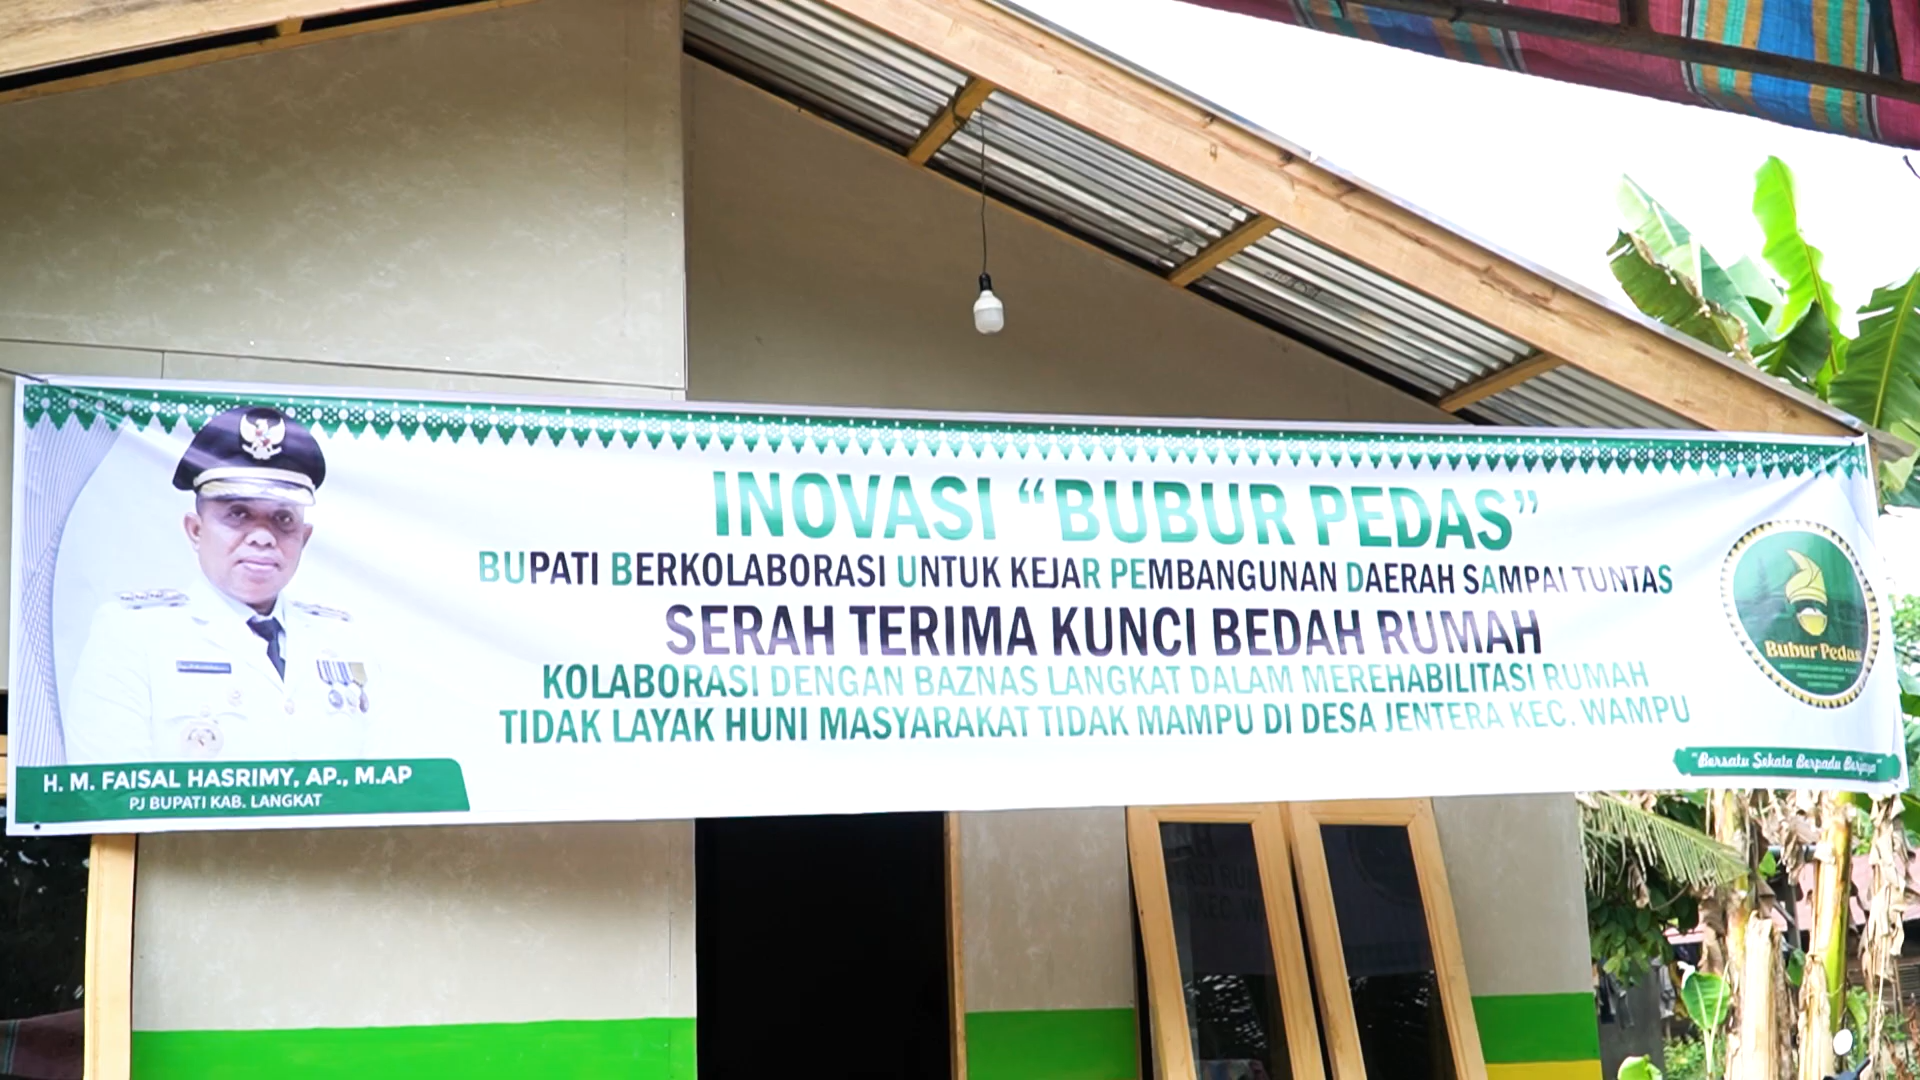 INOVASI “BUBUR PEDAS”
BUPATI BERKOLABORASI UNTUK KEJAR PEMBANGUNAN DAERAH SAMPAI TUNTAS
SERAH TERIMA KUNCI BEDAH RUMAH
KOLABORASI DENGAN BAZNAS LANGKAT DALAM MEREHABILITASI RUMAH
TIDAK LAYAK HUNI MASYARAKAT TIDAK MAMPU DI DESA JENTERA KEC. WAMPU
H. M. FAISAL HASRIMY, AP., M.AP
PJ BUPATI KAB. LANGKAT
Bubur Pedas
“Bersatu Sekata Berpadu Berjaya”